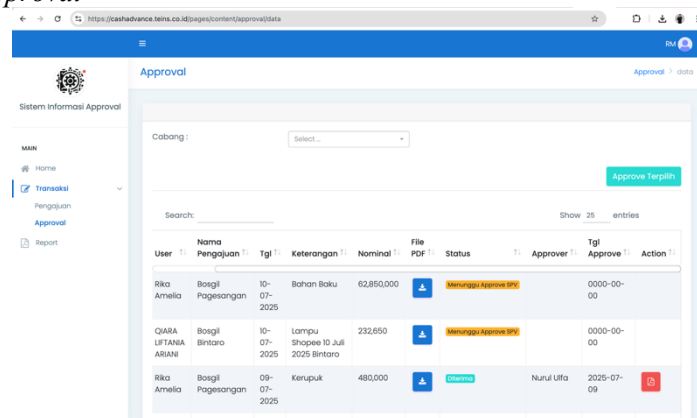 proval
https://cashadvance.teins.co.id/pages/content/approval/data
RM
Approval
Approval > data
Sistem Informasi Approval
Cabang :
Select ..
MAIN
Home
Transaksi
Pengajuan
Approval
Report
Approve Terpilih
Search:
Show 25 entries
User Nama Pengajuan Tgl Keterangan Nominal File PDF Status Approver Tgl Approve Action
Rika Amelia Bosgil Pagesangan 10-07-2025 Bahan Baku 62,850,000 Menunggu Approve SPV 0000-00-00
QIARA LIFTANIA ARIANI Bosgil Bintaro 10-07-2025 Lampu Shopee 10 Juli 2025 Bintaro 232,650 Menunggu Approve SPV 0000-00-00
Rika Amelia Bosgil Pagesangan 09-07-2025 Kerupuk 480,000 Diterima Nurul Ulfa 2025-07-09